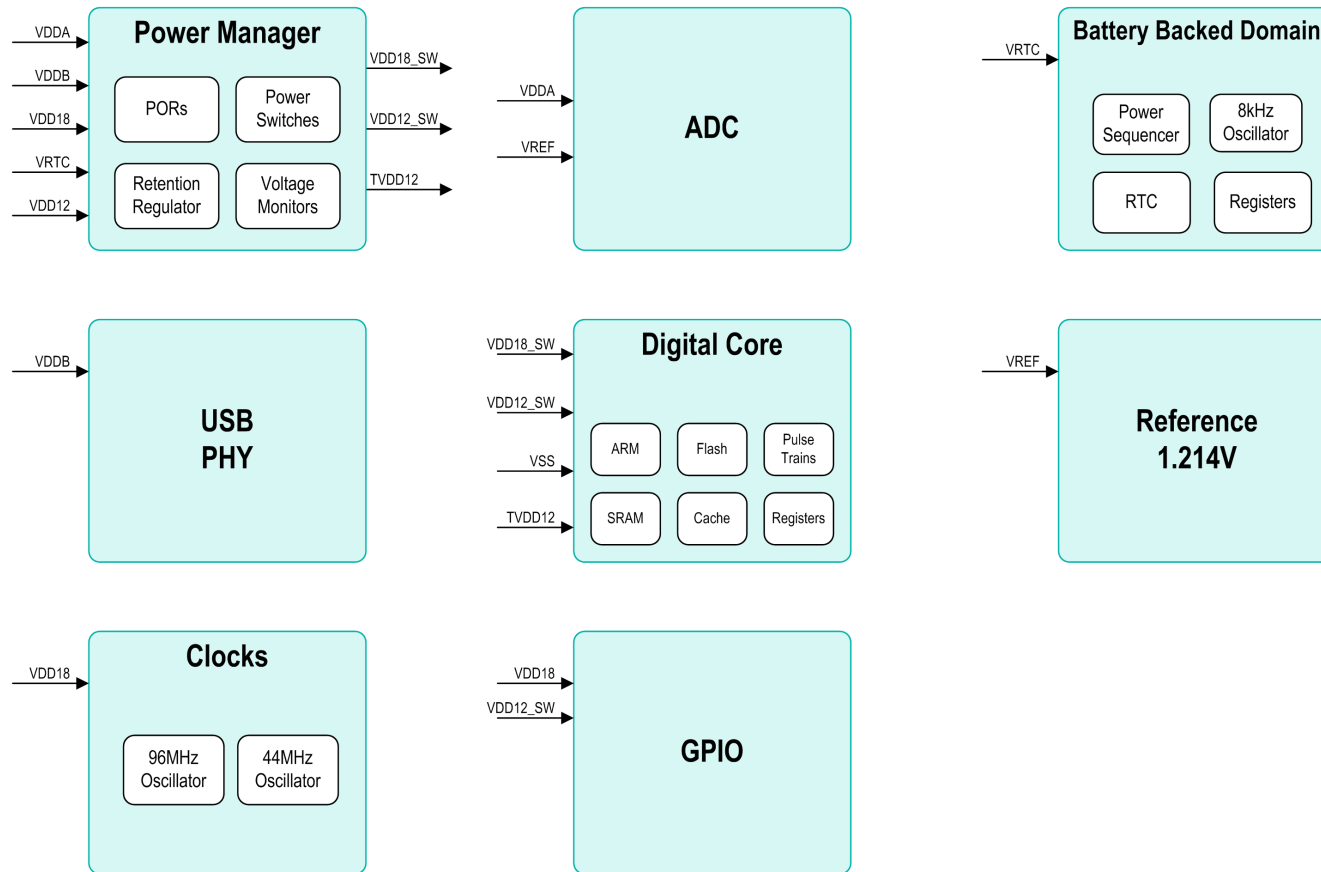 Power Manager
VDDA
VDDB
VDD18
VRTC
VDD12
PORs
Power
Switches
Retention
Regulator
Voltage
Monitors
VDD18_SW
VDD12_SW
TVDD12
VDDA
VREF
ADC
VRTC
Battery Backed Domain
Power
Sequencer
8kHz
Oscillator
RTC
Registers
VDDB
USB
PHY
VDD18_SW
VDD12_SW
VSS
TVDD12
Digital Core
ARM
Flash
Pulse
Trains
SRAM
Cache
Registers
VREF
Reference
1.214V
VDD18
Clocks
96MHz
Oscillator
44MHz
Oscillator
VDD18
VDD12_SW
GPIO